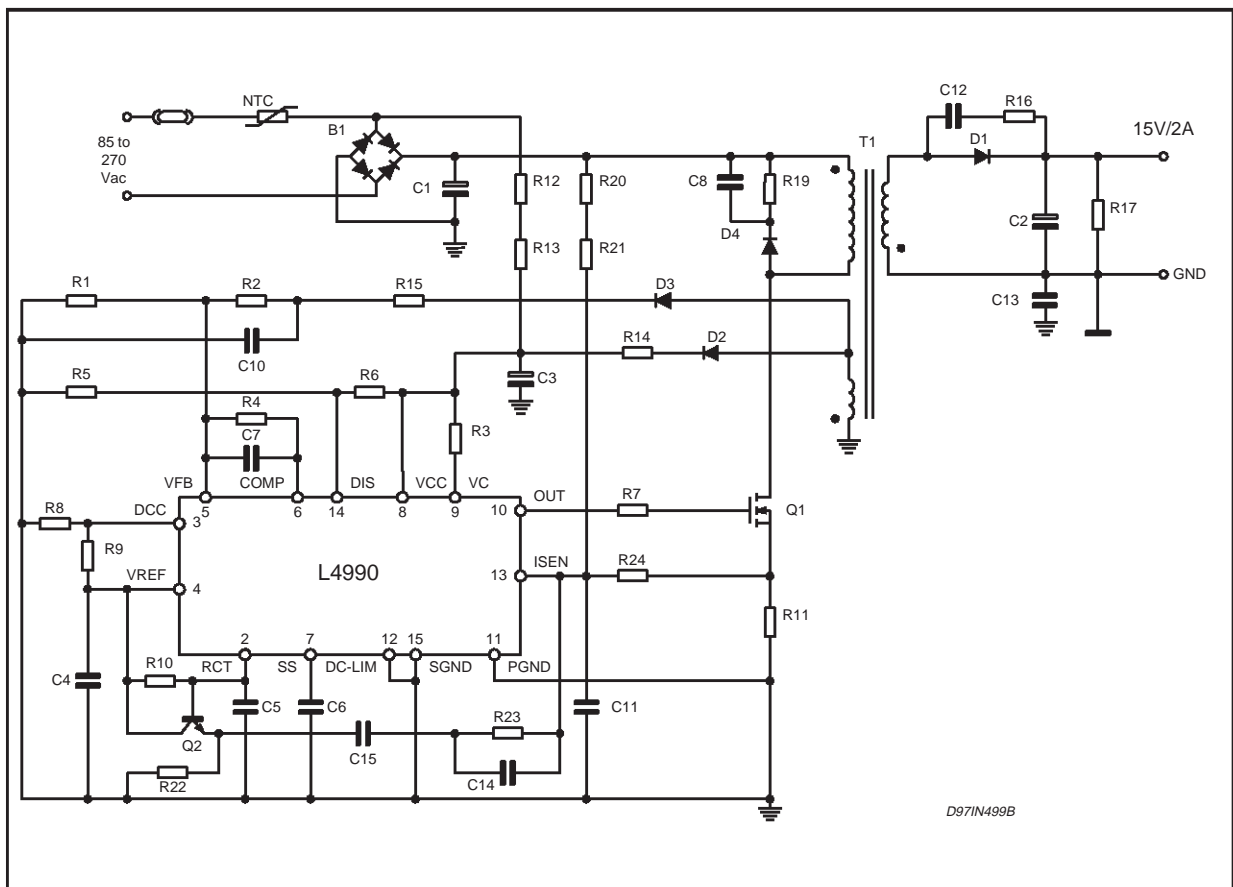 C12
R16
NTC
15V/2A
B1
T1
D1
85 to
270
Vac
R12
R20
C8
R19
C1
R17
C2
D4
R13
R21
R1
R2
R15
D3
GND
C13
R14
D2
C10
R5
R6
C3
R4
C7
R3
VFB
COMP
DIS
VCC
VC
OUT
R7
Q1
R8
DCC
5
6
14
8
9
10
3
R9
ISEN
R24
L4990
VREF
13
4
R11
2
7
12
15
11
R10
RCT
SS
DC-LIM
SGND
PGND
C4
C5
C6
R23
C11
Q2
C15
R22
C14
D97IN499B